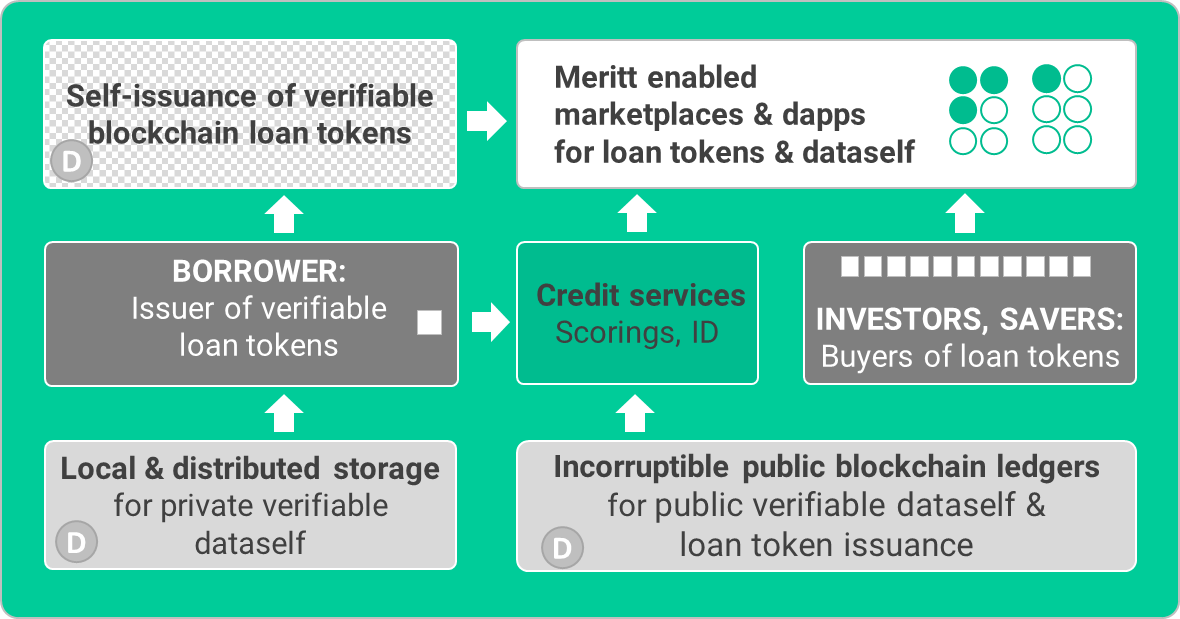 Self-issuance of verifiable
blockchain loan tokens
D
Meritt enabled
marketplaces & dapps
for loan tokens & dataself
BORROWER:
Issuer of verifiable
loan tokens
Credit services
Scorings, ID
INVESTORS, SAVERS:
Buyers of loan tokens
Local & distributed storage
for private verifiable
dataself
D
Incorruptible public blockchain ledgers
for public verifiable dataself &
loan token issuance
D